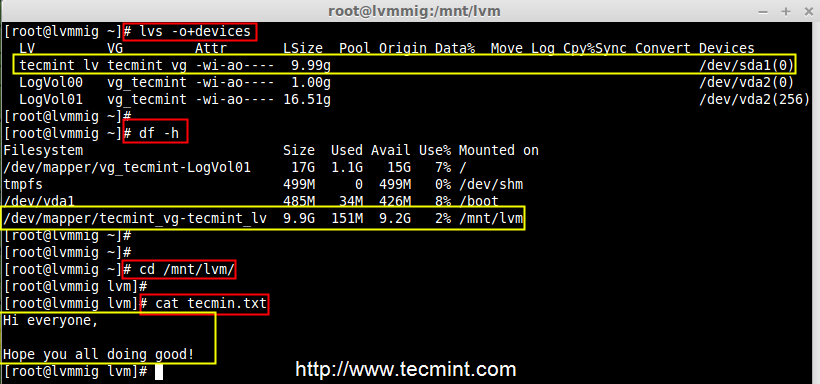 root@lvmmig:/mnt/lvm
[root@lvmmig ~]# lvs -o+devices
  LV         VG         Attr       LSize  Pool Origin Data%  Move Log Cpy%Sync Convert Devices
  tecmint_lv tecmint_vg -wi-ao----  9.99g                                              /dev/sda1(0)
  LogVol00   vg_tecmint -wi-ao----  1.00g                                              /dev/vda2(0)
  LogVol01   vg_tecmint -wi-ao---- 16.51g                                              /dev/vda2(256)
[root@lvmmig ~]#
[root@lvmmig ~]# df -h
Filesystem                         Size  Used Avail Use% Mounted on
/dev/mapper/vg_tecmint-LogVol01     17G  1.1G   15G   7% /
tmpfs                              499M     0  499M   0% /dev/shm
/dev/vda1                          485M   34M  426M   8% /boot
/dev/mapper/tecmint_vg-tecmint_lv  9.9G  151M  9.2G   2% /mnt/lvm
[root@lvmmig ~]#
[root@lvmmig ~]#
[root@lvmmig ~]# cd /mnt/lvm/
[root@lvmmig lvm]#
[root@lvmmig lvm]# cat tecmin.txt
Hi everyone,
Hope you all doing good!
[root@lvmmig lvm]#
http://www.tecmint.com